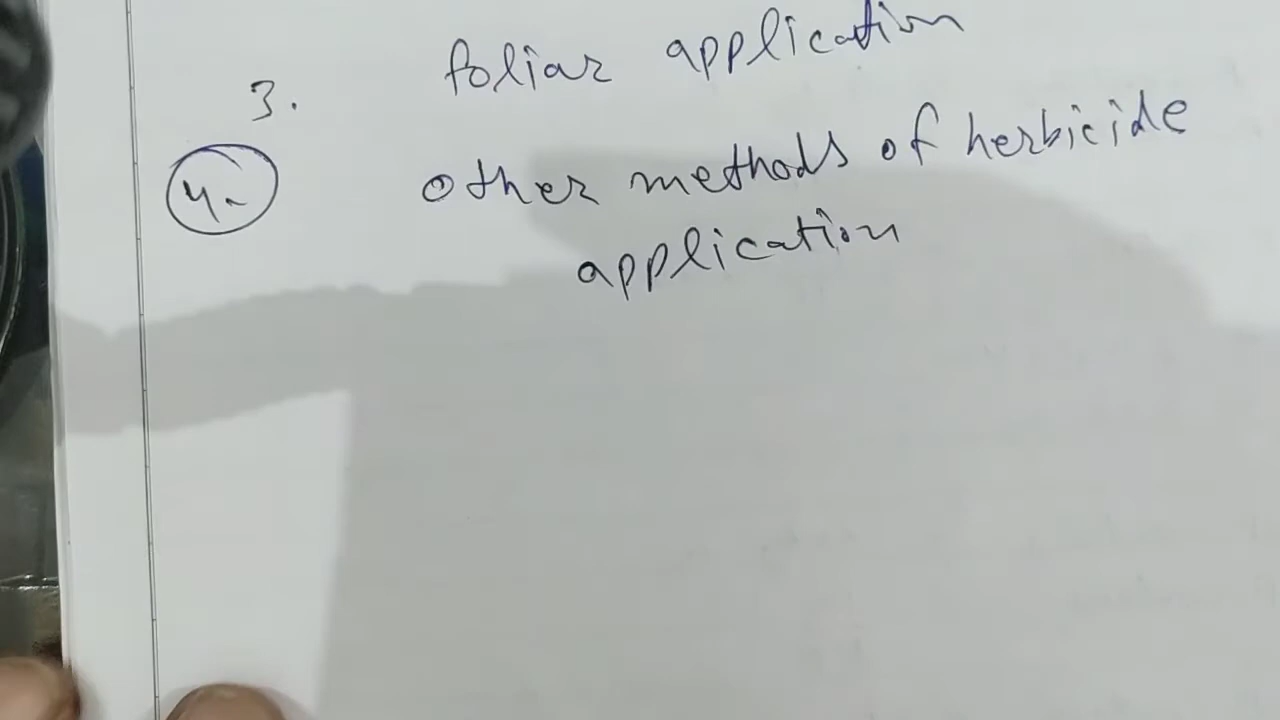 3. foliar application
4. other methods of herbicide
application